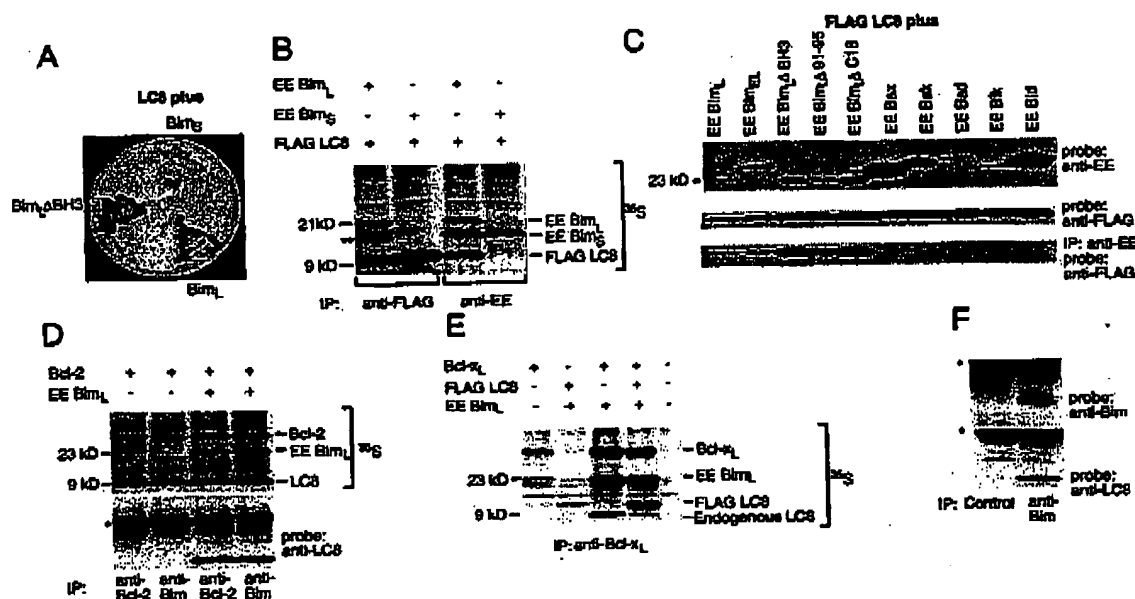 A
LC8 plus
Bim_S
Bim_LΔBH3
Bim_L
B
EE Bim_L + - + -
EE Bim_S - + - +
FLAG LC8 + + + +
21 kD
9 kD
EE Bim_L
EE Bim_S
FLAG LC8
35S
IP: anti-FLAG anti-EE
C
FLAG LC8 plus
EE Bim_L
EE Bim_EL
EE Bim_LΔBH3
EE Bim_LΔ91-95
EE Bim_LΔC18
EE Bax
EE Bak
EE Bad
EE Bik
EE Bid
23 kD
probe:
anti-EE
probe:
anti-FLAG
IP: anti-EE
probe:
anti-FLAG
D
Bcl-2 + + + +
EE Bim_L - - + +
23 kD
9 kD
Bcl-2
EE Bim_L
LC8
35S
*
probe:
anti-LC8
IP: anti-Bcl-2 anti-Bim anti-Bcl-2 anti-Bim
E
Bcl-x_L + - + + -
FLAG LC8 - + - + -
EE Bim_L - + + + -
23 kD
9 kD
Bcl-x_L
EE Bim_L
FLAG LC8
Endogenous LC8
35S
IP: anti-Bcl-x_L
F
*
probe:
anti-Bim
*
probe:
anti-LC8
IP: Control anti-Bim